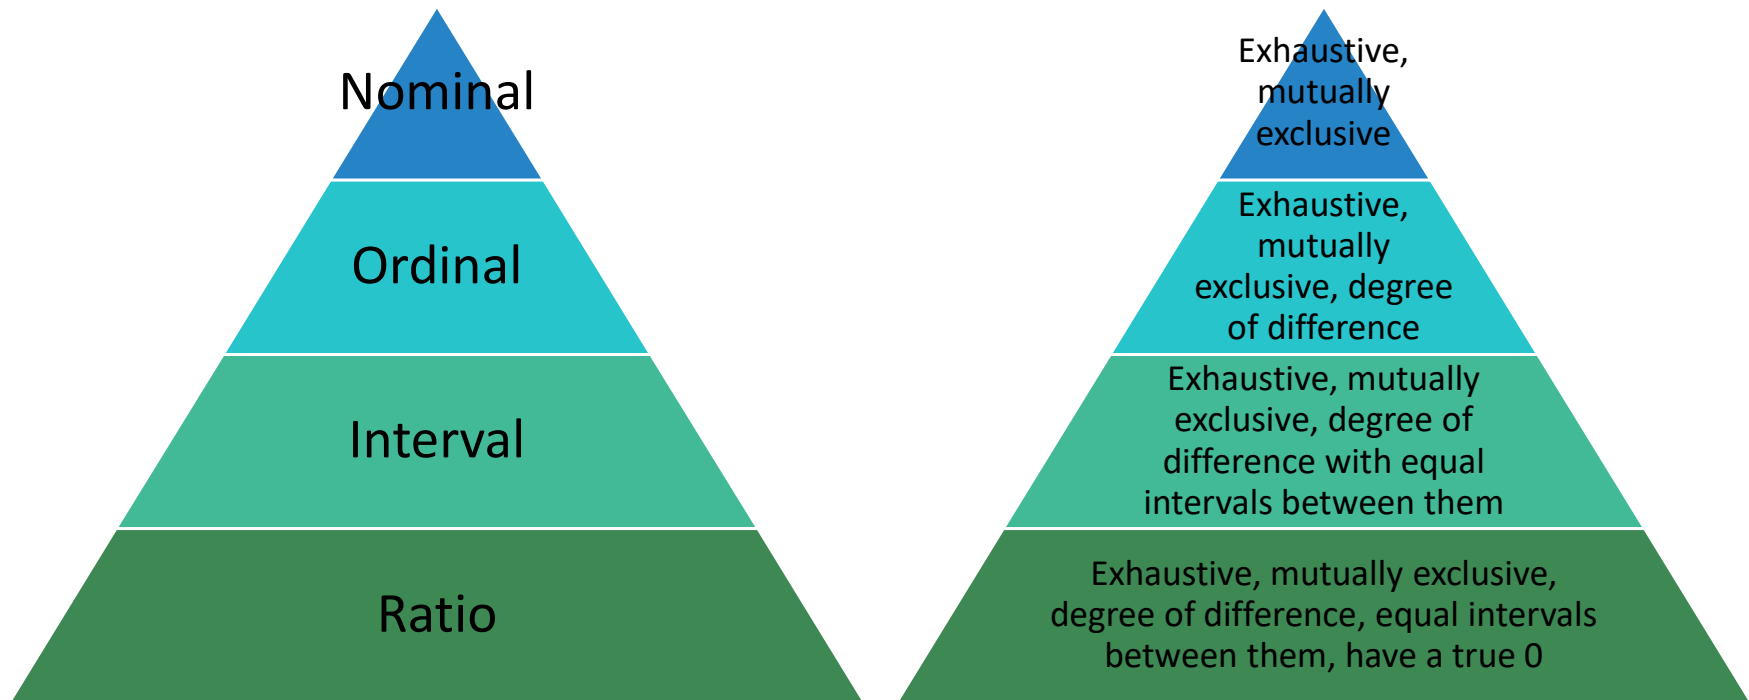 Nominal
Ordinal
Interval
Ratio
Exhaustive,
mutually
exclusive
Exhaustive,
mutually
exclusive, degree
of difference
Exhaustive, mutually
exclusive, degree of
difference with equal
intervals between them
Exhaustive, mutually exclusive,
degree of difference, equal intervals
between them, have a true 0